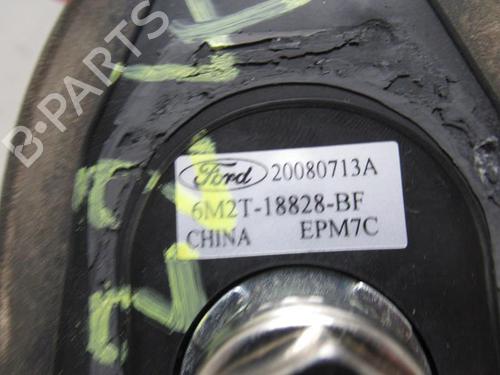 B-PARTS
Ford 20080713A
6M2T-18828-BF
CHINA EPM7C